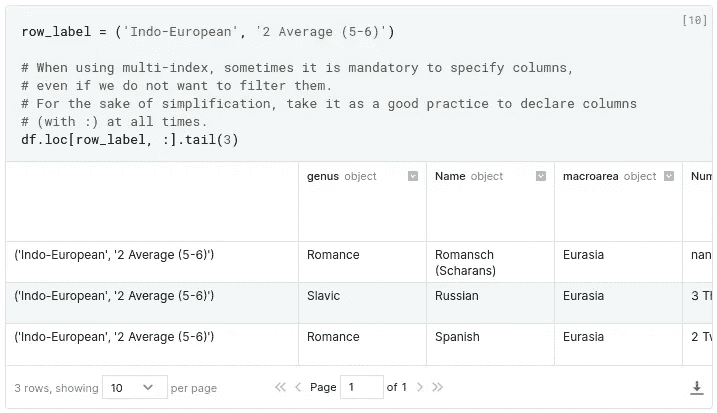 [10]
row_label = ('Indo-European', '2 Average (5-6)')
# When using multi-index, sometimes it is mandatory to specify columns,
# even if we do not want to filter them.
# For the sake of simplification, take it as a good practice to declare columns
# (with :) at all times.
df.loc[row_label, :].tail(3)
genus object Name object macroarea object Num
('Indo-European', '2 Average (5-6)') Romance Romansch (Scharans) Eurasia nan
('Indo-European', '2 Average (5-6)') Slavic Russian Eurasia 3
('Indo-European', '2 Average (5-6)') Romance Spanish Eurasia 2
3 rows, showing 10 per page Page 1 of 1